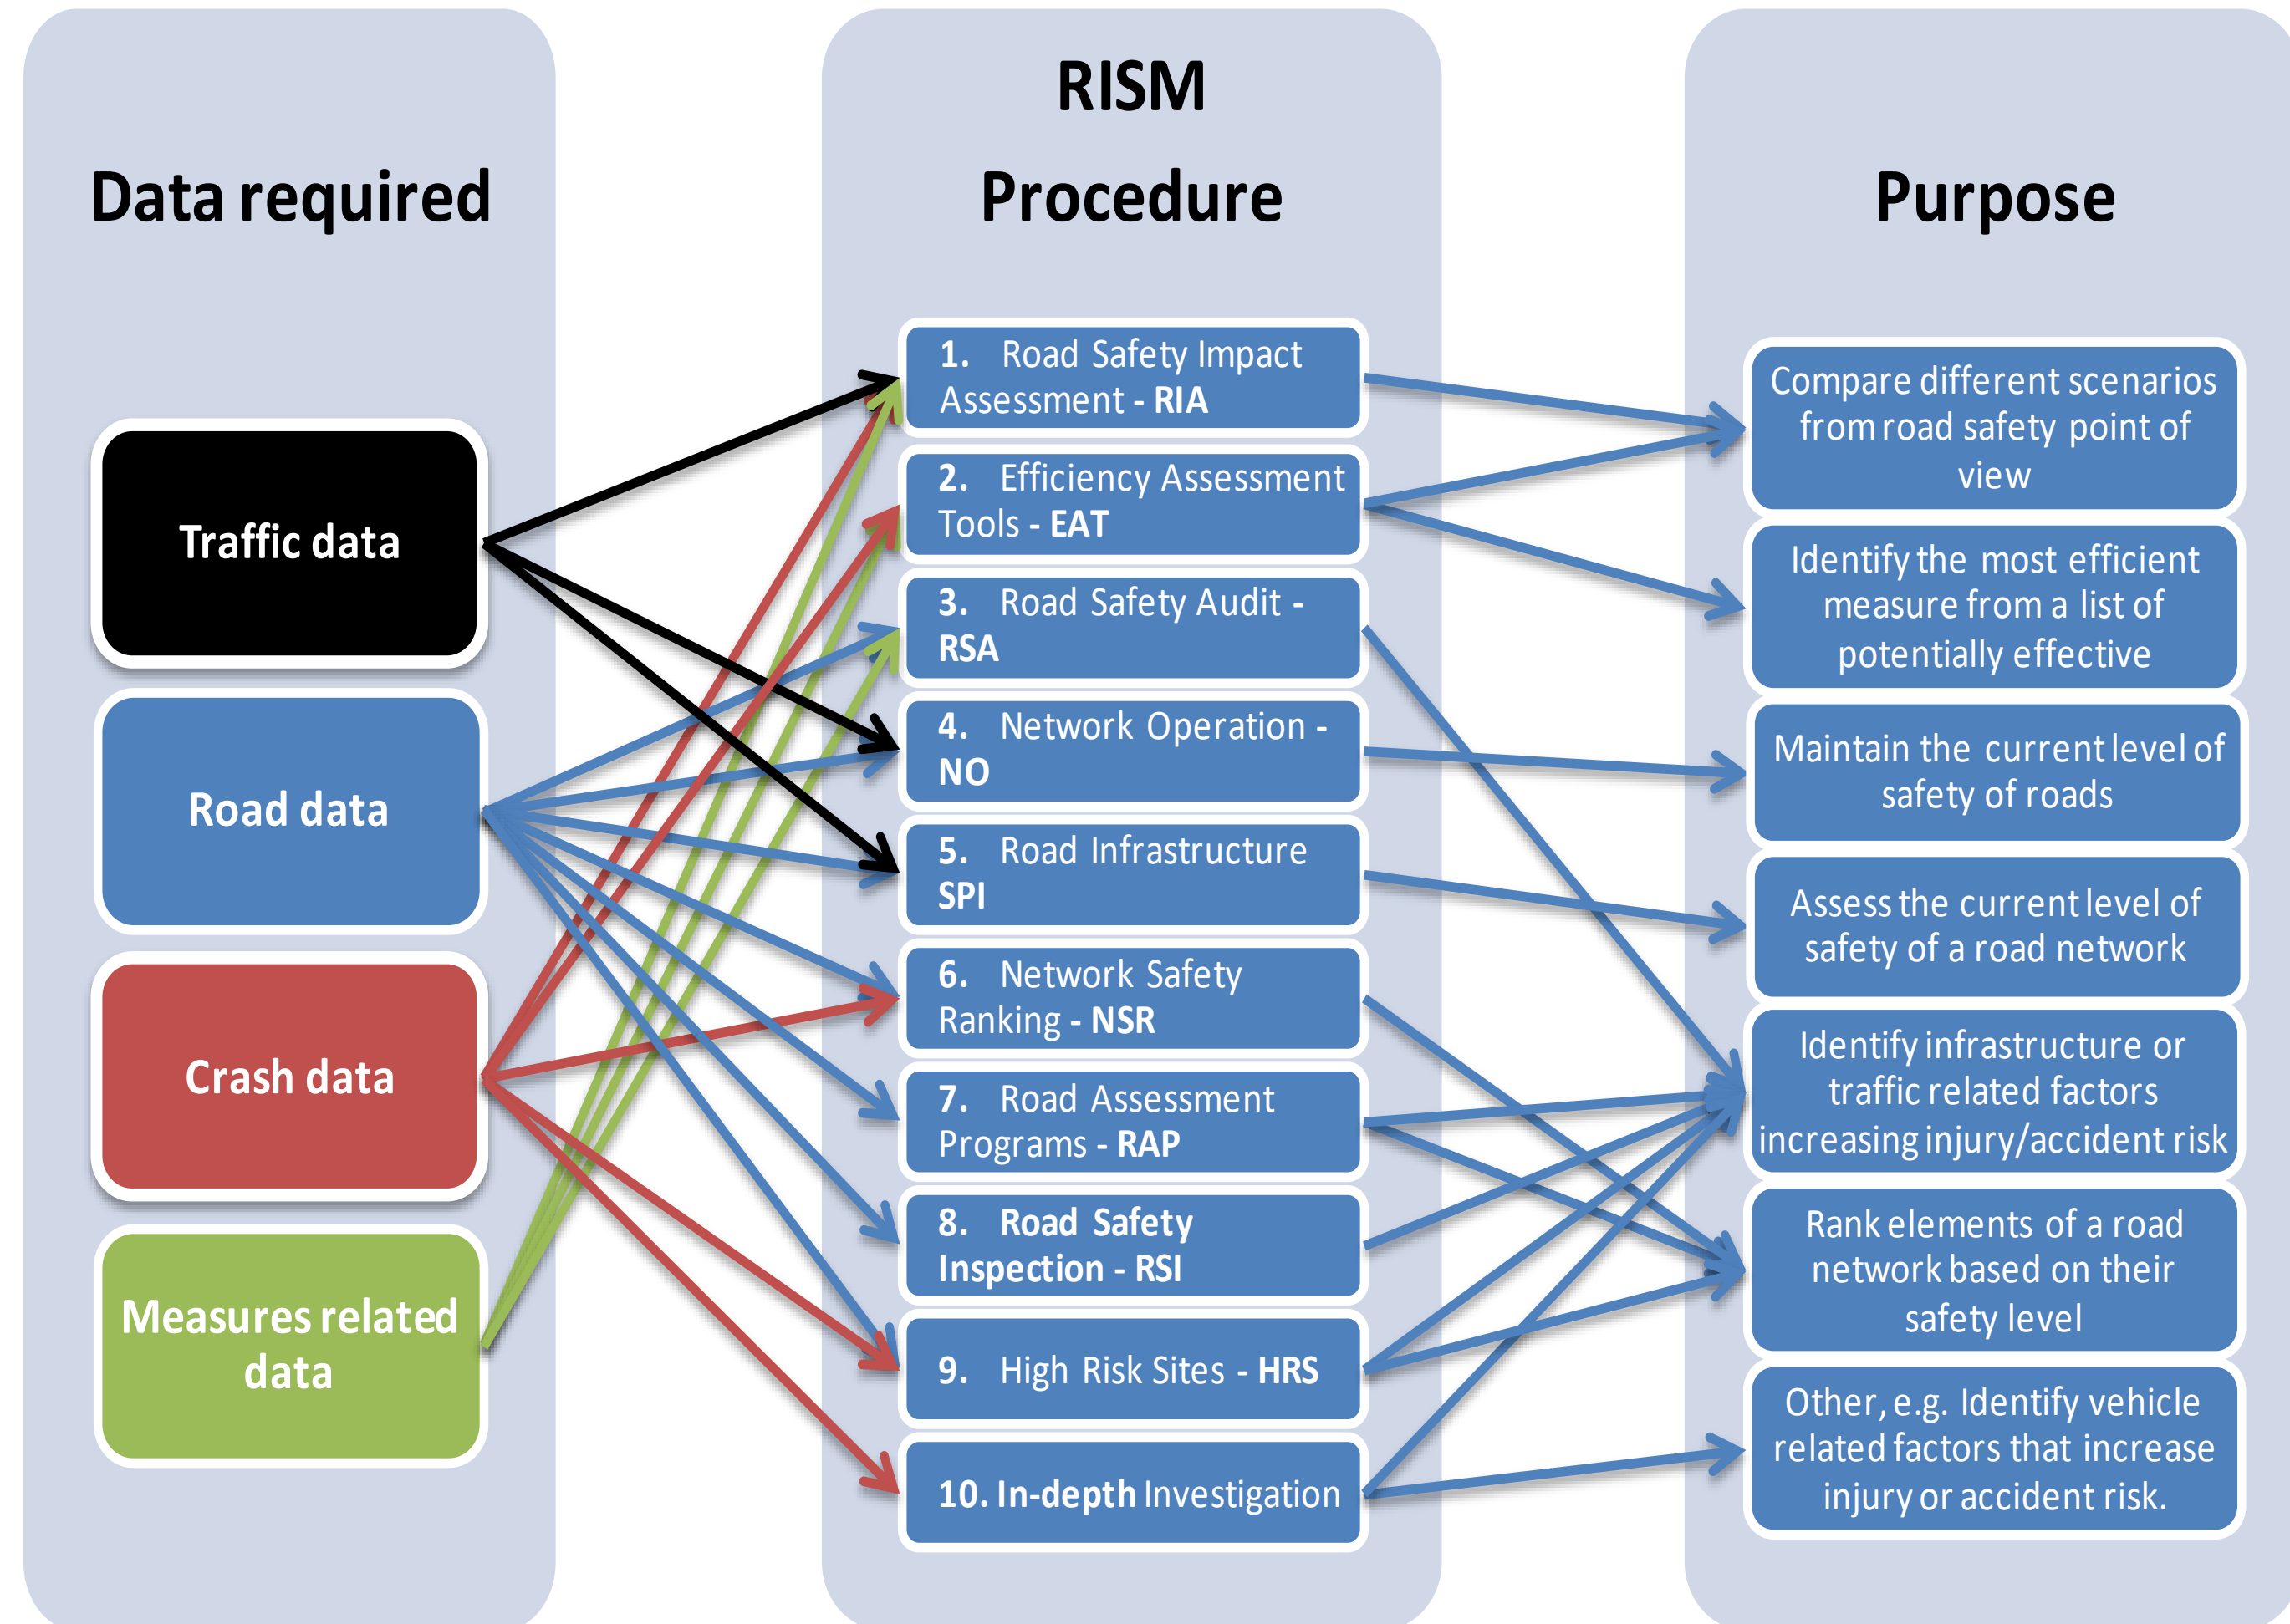 Data required
Traffic data
Road data
Crash data
Measures related
data
RISM
Procedure
1. Road Safety Impact
Assessment - RIA
2. Efficiency Assessment
Tools - EAT
3. Road Safety Audit -
RSA
4. Network Operation -
NO
5. Road Infrastructure
SPI
6. Network Safety
Ranking - NSR
7. Road Assessment
Programs - RAP
8. Road Safety
Inspection - RSI
9. High Risk Sites - HRS
10. In-depth Investigation
Purpose
Compare different scenarios
from road safety point of
view
Identify the most efficient
measure from a list of
potentially effective
Maintain the current level of
safety of roads
Assess the current level of
safety of a road network
Identify infrastructure or
traffic related factors
increasing injury/accident risk
Rank elements of a road
network based on their
safety level
Other, e.g. Identify vehicle
related factors that increase
injury or accident risk.